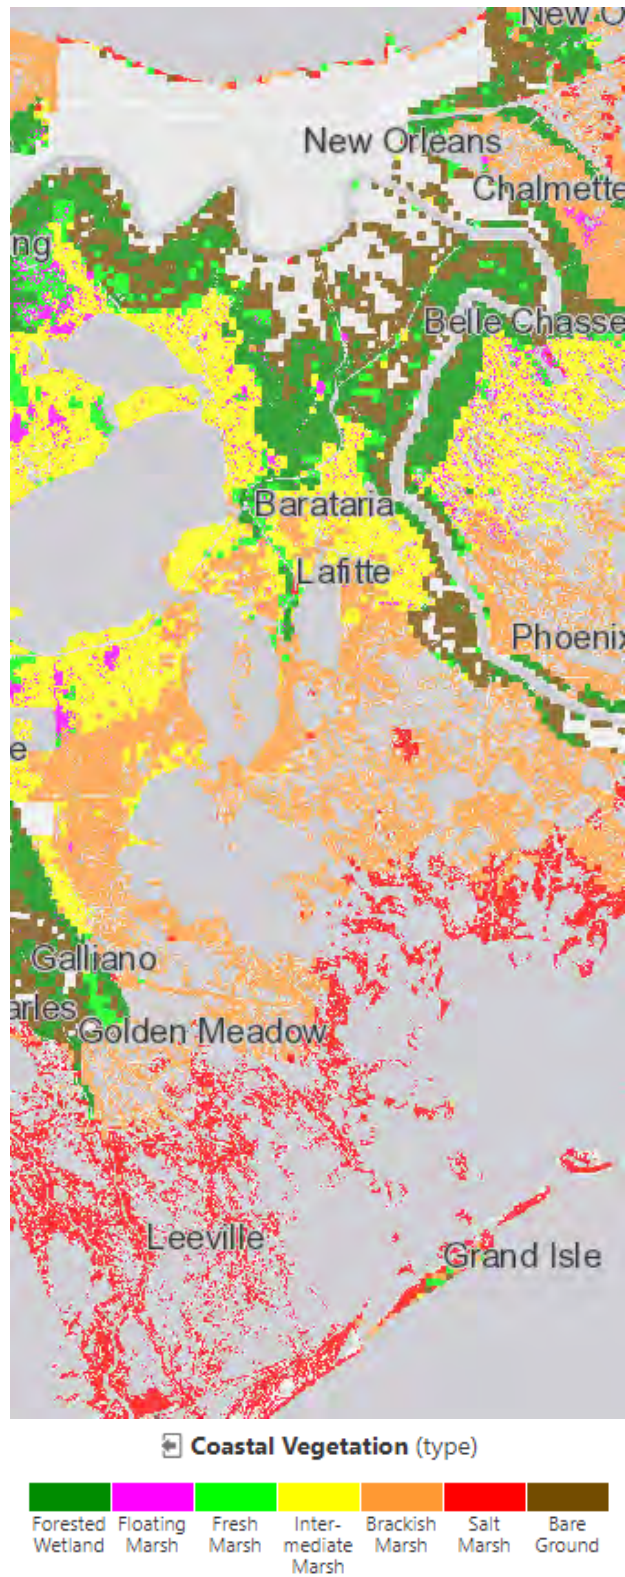 New O
New Orleans
Chalmette
ng
Belle Chasse
Barataria
Lafitte
Phoenix
e
Galliano
arles
Golden Meadow
Leeville
Grand Isle
Coastal Vegetation (type)
Forested Wetland
Floating Marsh
Fresh Marsh
Inter-
mediate
Marsh
Brackish Marsh
Salt Marsh
Bare Ground